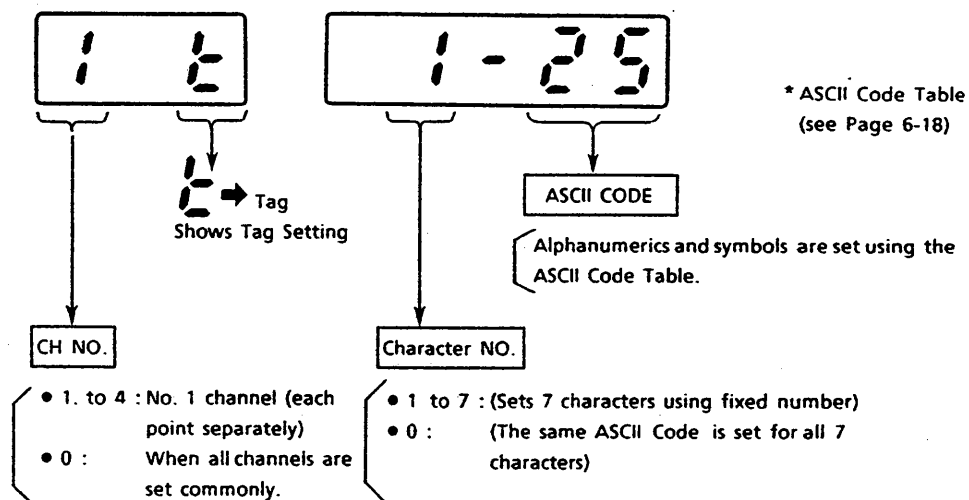 1 t
1 - 25
* ASCII Code Table
(see Page 6-18)
t → Tag
Shows Tag Setting
ASCII CODE
Alphanumerics and symbols are set using the
ASCII Code Table.
CH NO.
● 1. to 4 : No. 1 channel (each
point separately)
● 0 : When all channels are
set commonly.
Character NO.
● 1 to 7 : (Sets 7 characters using fixed number)
● 0 : (The same ASCII Code is set for all 7
characters)